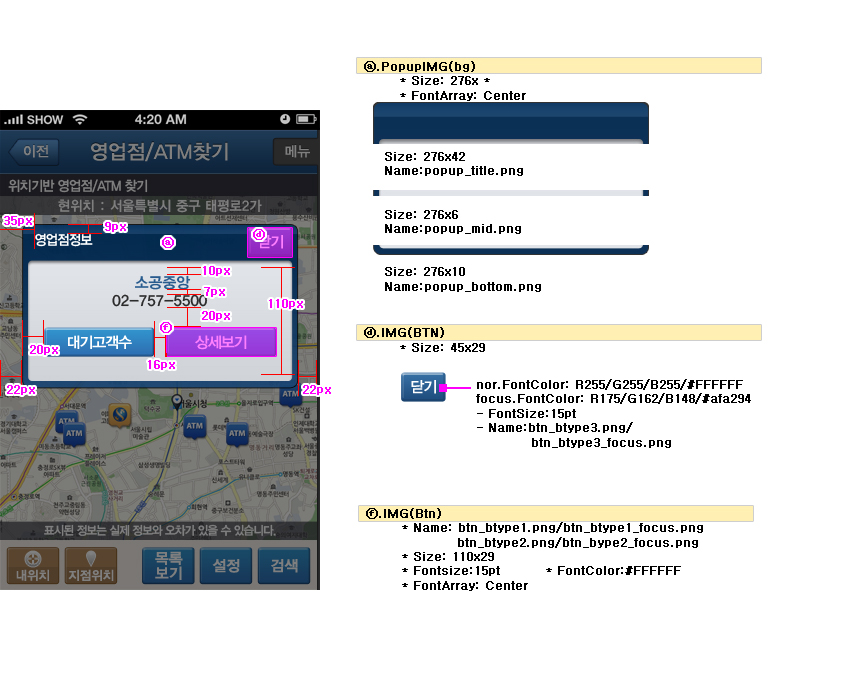 ⓐ.PopupIMG(bg)
* Size: 276x *
* FontArray: Center
Size: 276x42
Name:popup_title.png
Size: 276x6
Name:popup_mid.png
Size: 276x10
Name:popup_bottom.png
ⓓ.IMG(BTN)
* Size: 45x29
닫기
nor.FontColor: R255/G255/B255/#FFFFFF
focus.FontColor: R175/G162/B148/#afa294
- FontSize:15pt
- Name:btn_btype3.png/
btn_btype3_focus.png
ⓕ.IMG(Btn)
* Name: btn_btype1.png/btn_btype1_focus.png
btn_btype2.png/btn_bype2_focus.png
* Size: 110x29
* Fontsize:15pt * FontColor:#FFFFFF
* FontArray: Center
SHOW 4:20 AM
이전 영업점/ATM찾기 메뉴
위치기반 영업점/ATM 찾기
현위치 : 서울특별시 중구 태평로2가
35px
9px
영업점정보
ⓐ
ⓓ
닫기
소공중앙
10px
02-757-5500
7px
110px
20px
ⓕ
대기고객수
상세보기
20px
16px
22px
22px
서울시청
덕수궁
ATM
ATM
ATM
ATM
ATM
표시된 정보는 실제 정보와 오차가 있을 수 있습니다.
내위치
지점위치
목록
보기
설정
검색